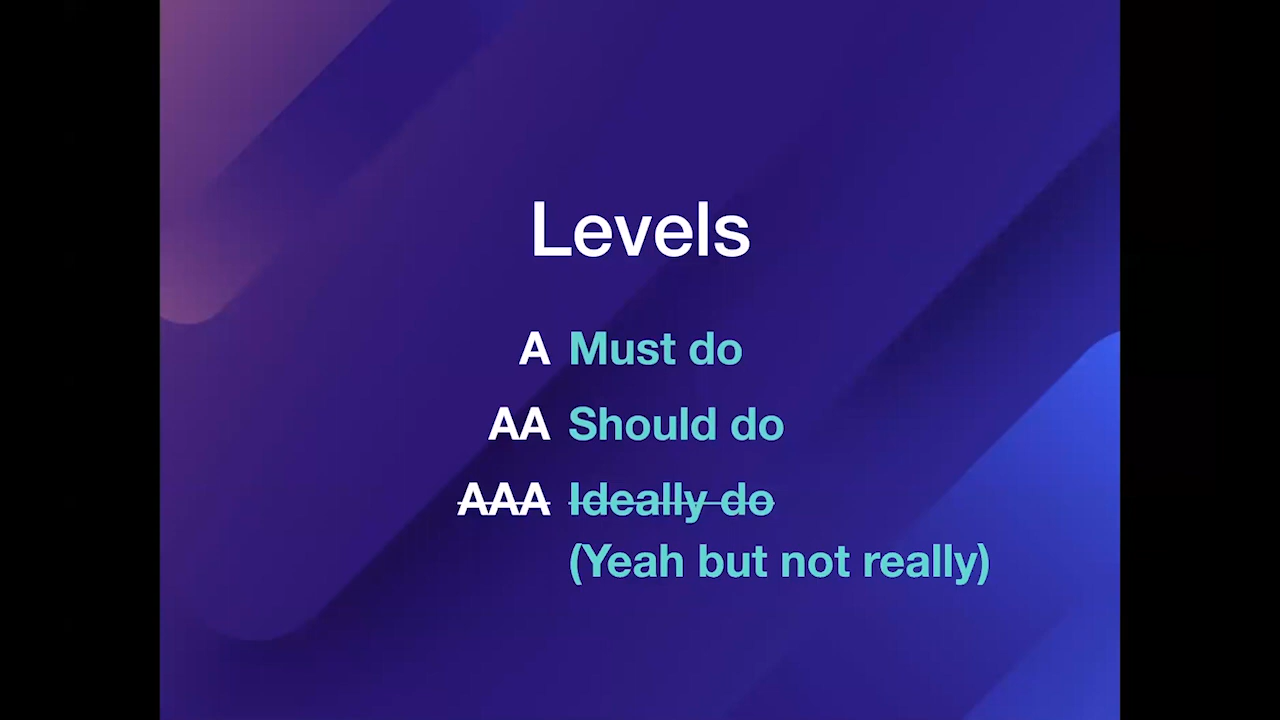 Levels
A Must do
AA Should do
AAA Ideally do
(Yeah but not really)